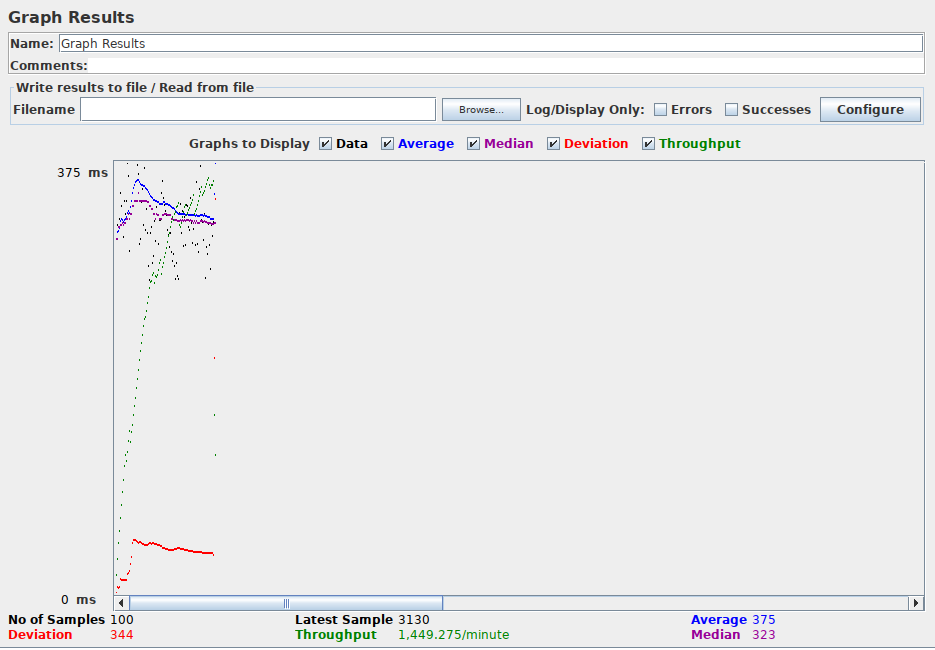 Graph Results
Name: Graph Results
Comments:
Write results to file / Read from file
Filename Browse... Log/Display Only: Errors Successes Configure
Graphs to Display Data Average Median Deviation Throughput
375 ms
0 ms
No of Samples 100 Latest Sample 3130 Average 375
Deviation 344 Throughput 1,449.275/minute Median 323